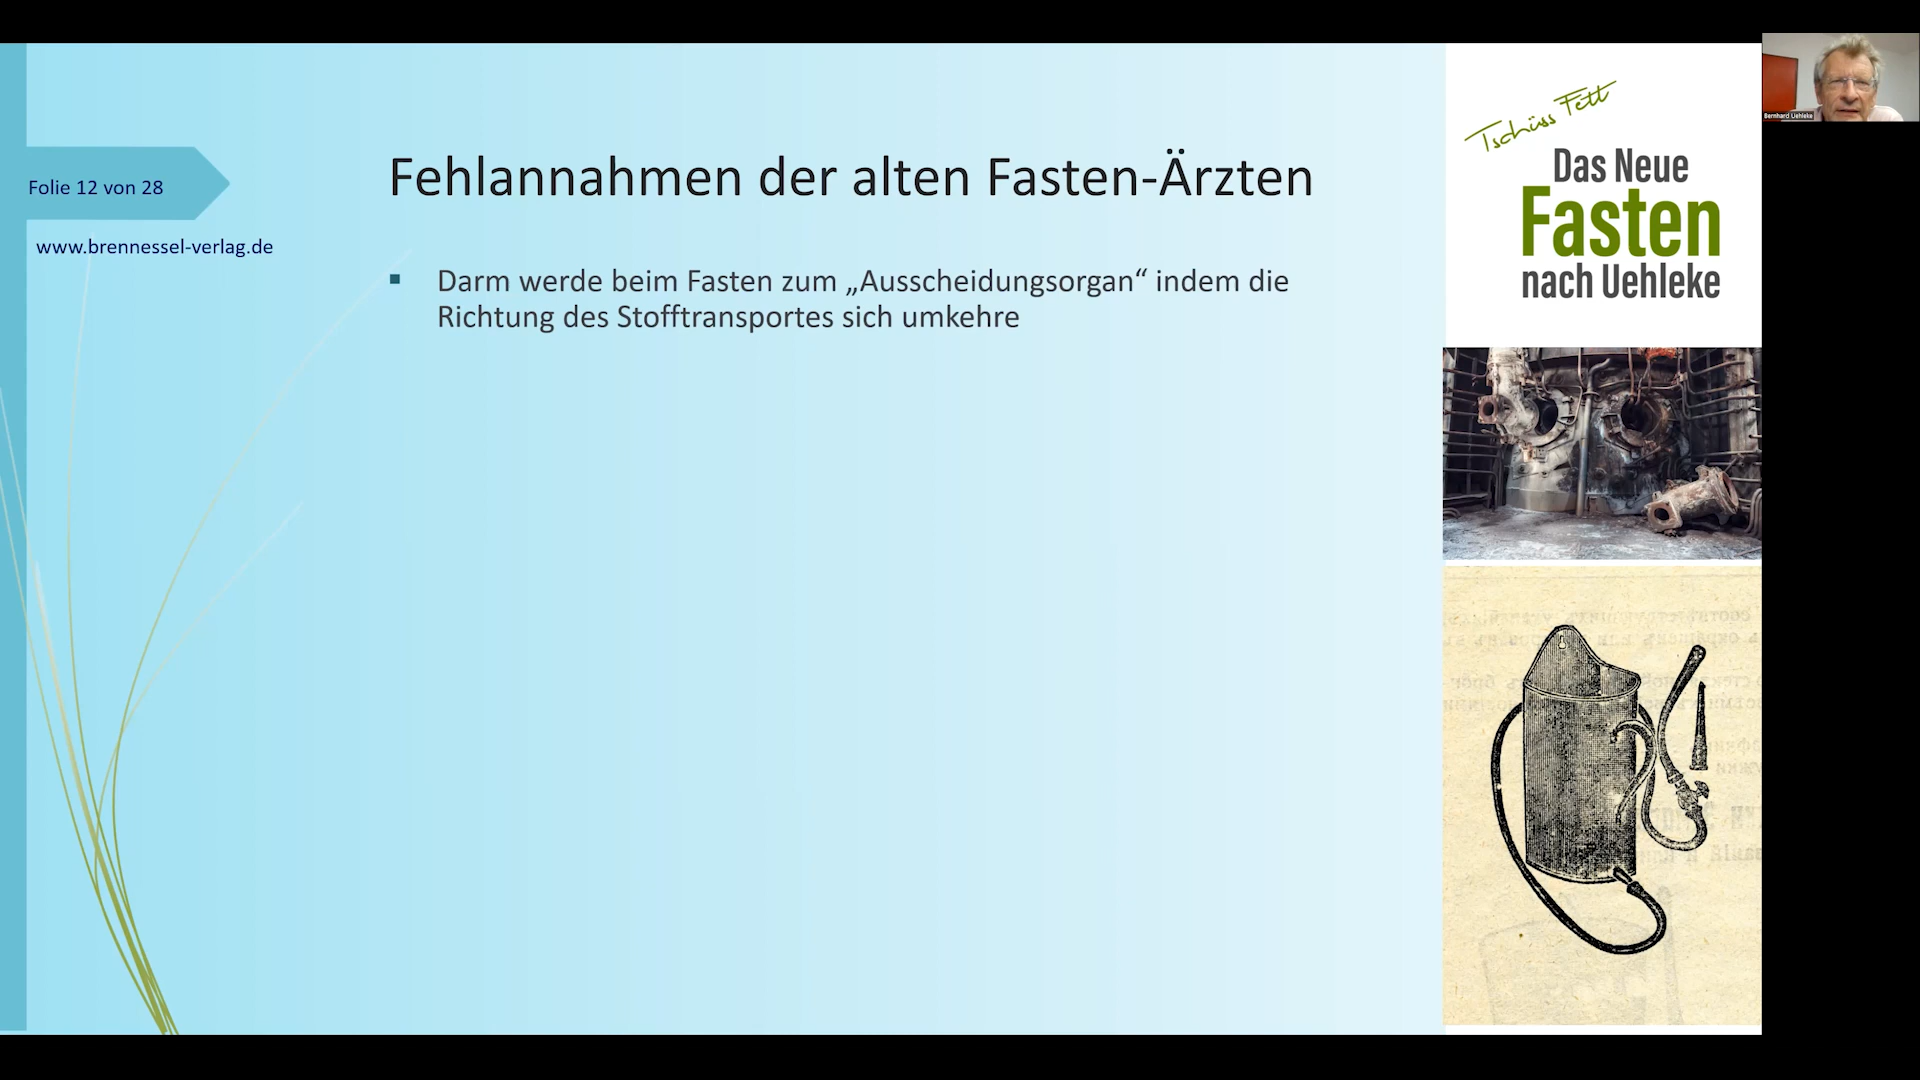 Folie 12 von 28
www.brennessel-verlag.de
Fehlannahmen der alten Fasten-Ärzten
▪ Darm werde beim Fasten zum „Ausscheidungsorgan“ indem die
Richtung des Stofftransportes sich umkehre
Tschüss Fett
Das Neue
Fasten
nach Uehleke
Bernhard Uehleke